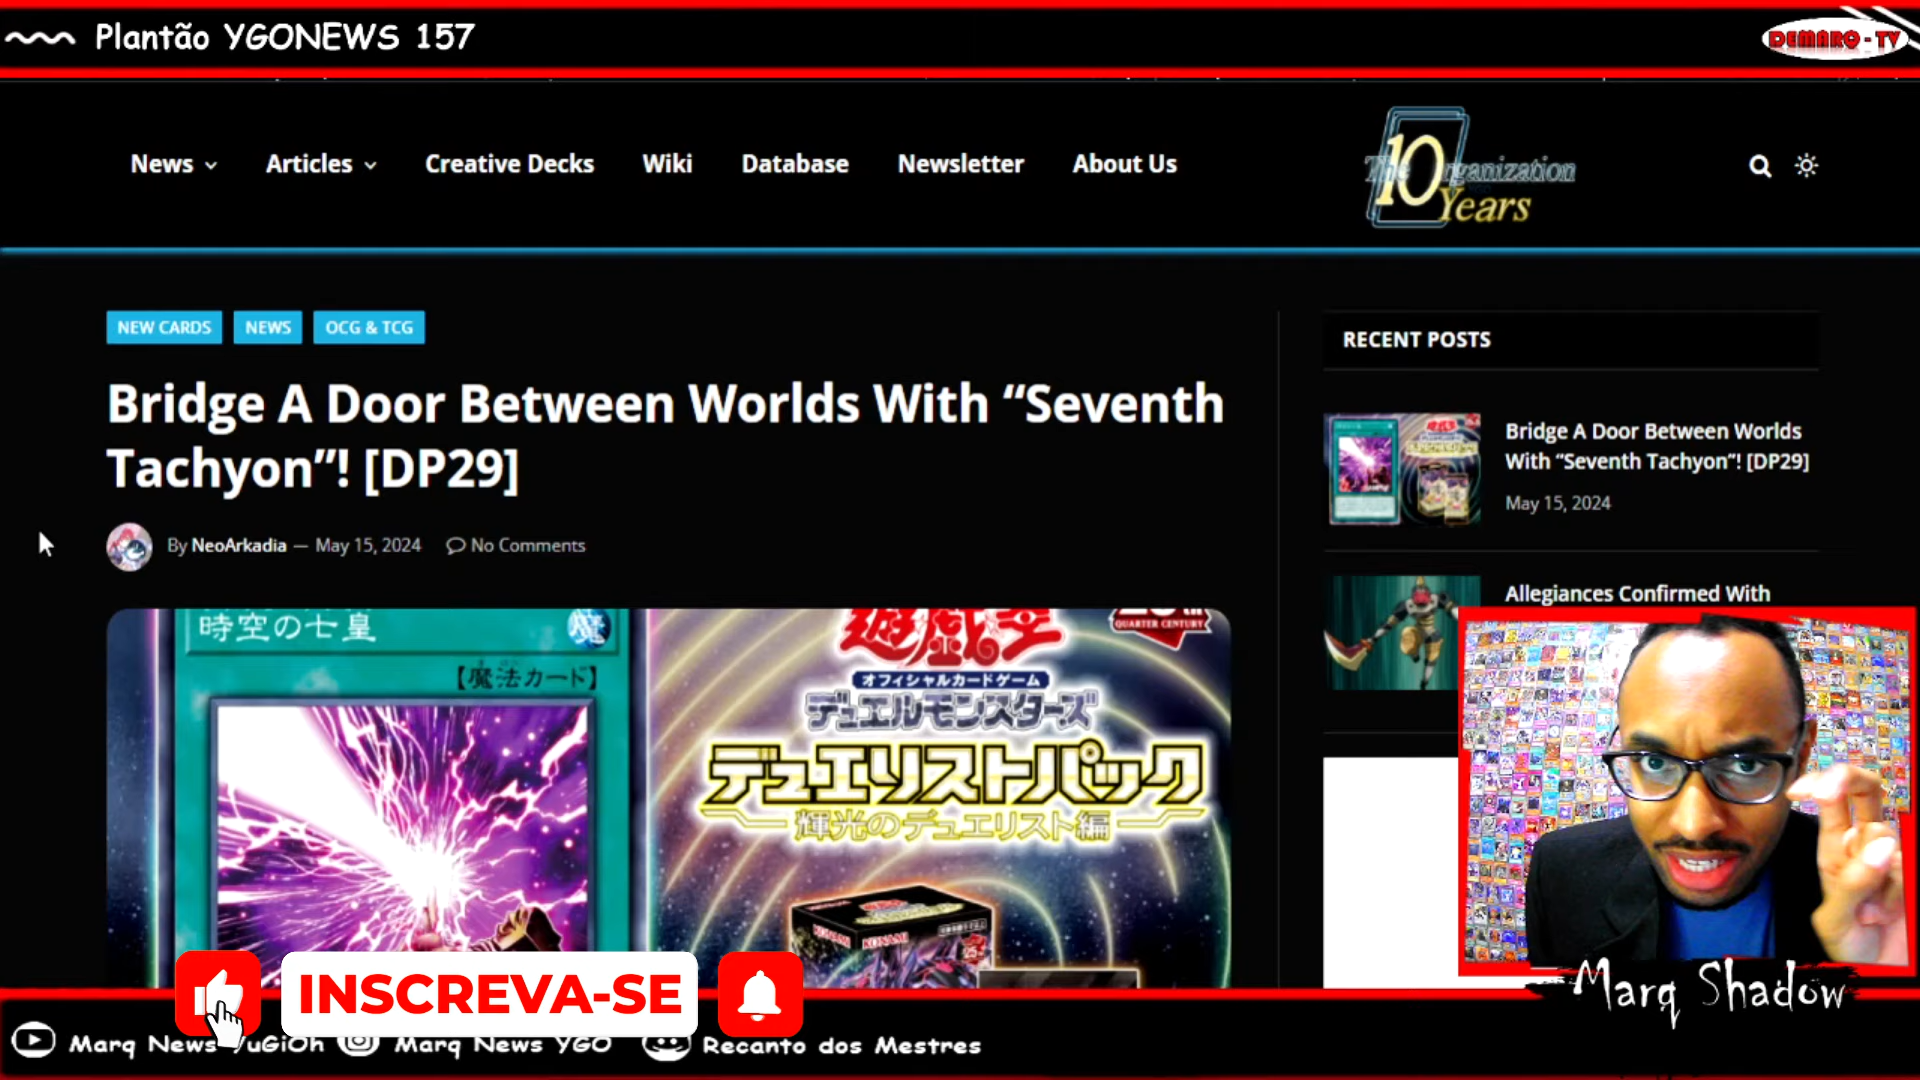 Plantão YGONEWS 157
DEMARQ-TV
News
Articles
Creative Decks
Wiki
Database
Newsletter
About Us
The Organization
10 Years
NEW CARDS
NEWS
OCG & TCG
Bridge A Door Between Worlds With “Seventh
Tachyon”! [DP29]
By NeoArkadia — May 15, 2024
No Comments
RECENT POSTS
Bridge A Door Between Worlds
With “Seventh Tachyon”! [DP29]
May 15, 2024
Allegiances Confirmed With
時空の七皇
魔
【魔法カード】
QUARTER CENTURY
遊戯王
オフィシャルカードゲーム
デュエルモンスターズ
デュエリストパック
輝光のデュエリスト編
KONAMI
KONAMI
INSCREVA-SE
Marq Shadow
Marq News YuGiOh
Marq News YGO
Recanto dos Mestres